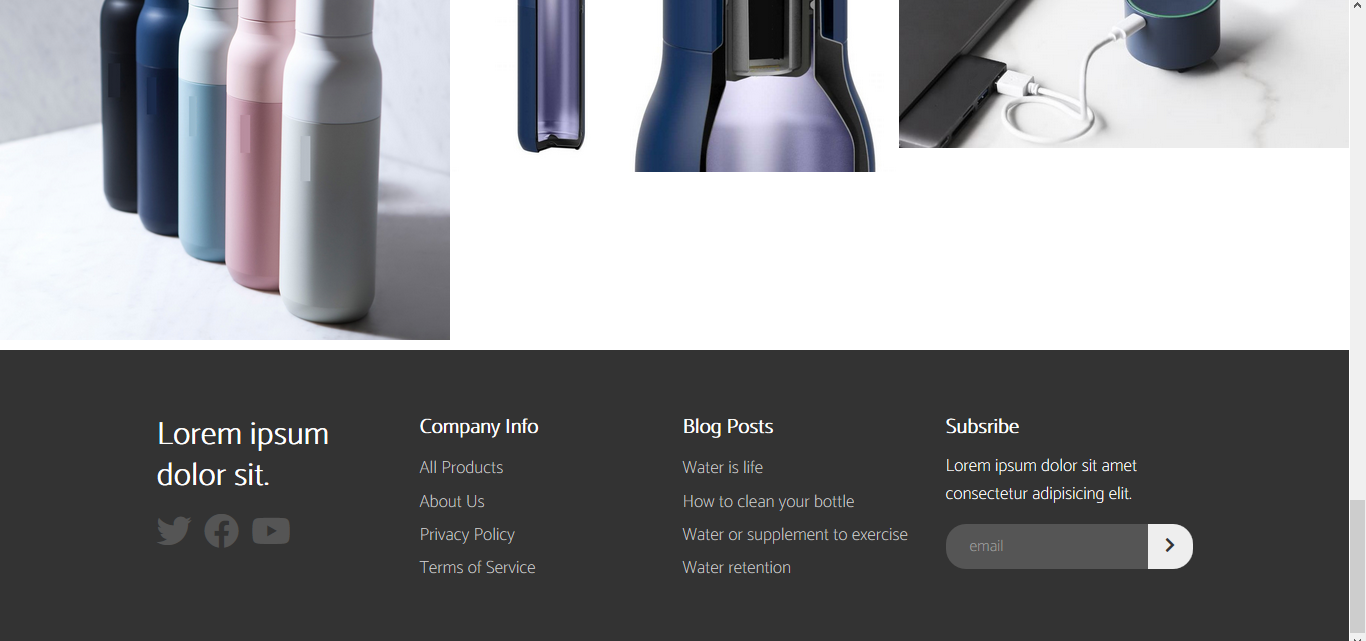 Lorem ipsum
dolor sit.
Company Info
All Products
About Us
Privacy Policy
Terms of Service
Blog Posts
Water is life
How to clean your bottle
Water or supplement to exercise
Water retention
Subsribe
Lorem ipsum dolor sit amet
consectetur adipisicing elit.
email